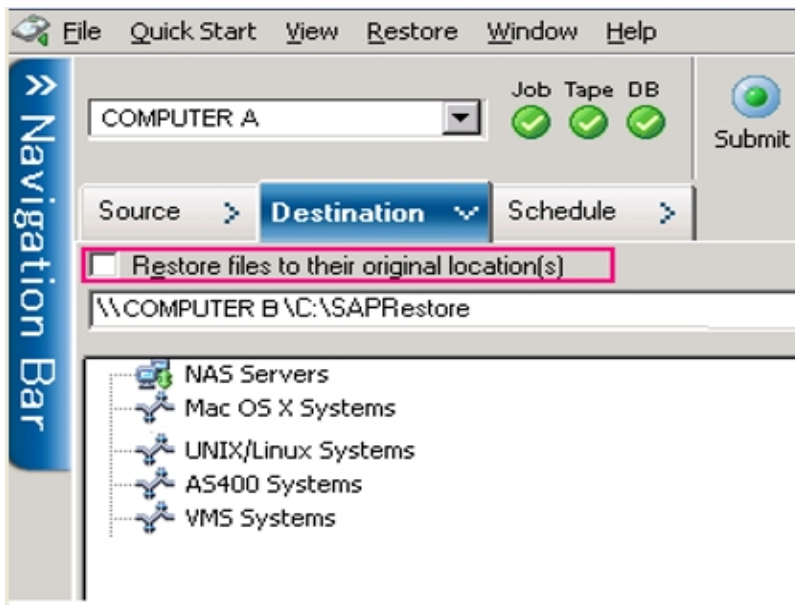 File Quick Start View Restore Window Help
Navigation Bar
COMPUTER A
Job Tape DB
Submit
Source Destination Schedule
Restore files to their original location(s)
\\COMPUTER B\C:\SAPRestore
NAS Servers
Mac OS X Systems
UNIX/Linux Systems
AS400 Systems
VMS Systems